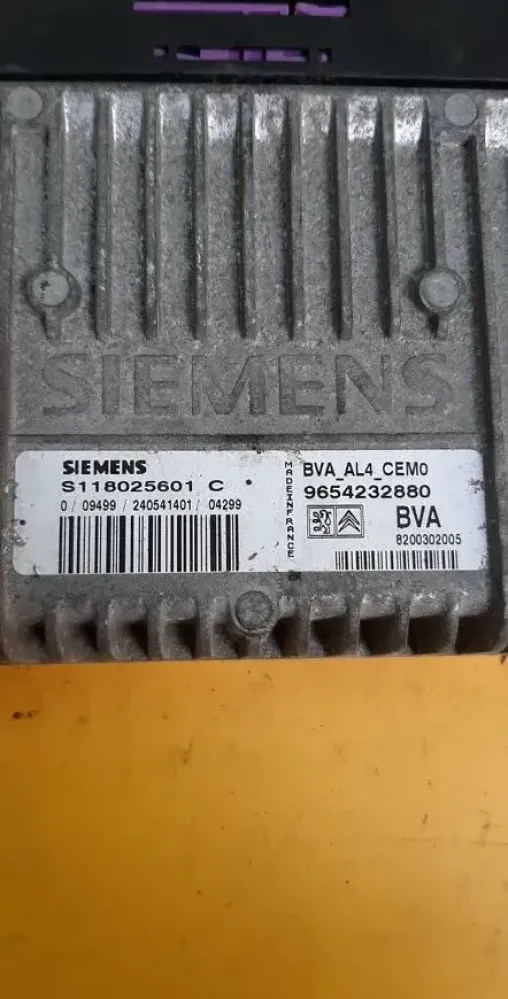 SIEMENS
SIEMENS
S118025601 C
0 / 09499 / 240541401 / 04299
MADE IN FRANCE
BVA_AL4_CEM0
9654232880
BVA
8200302005